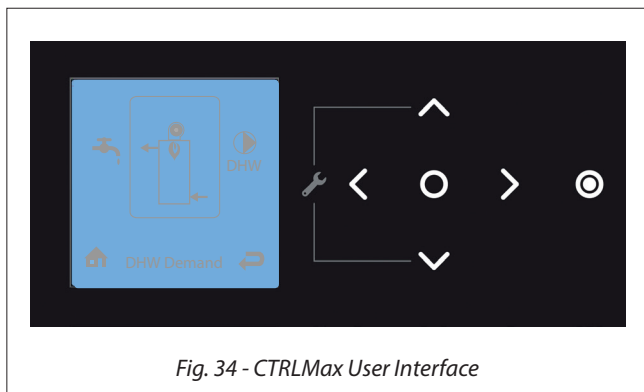 DHW
DHW Demand
Fig. 34 - CTRLMax User Interface